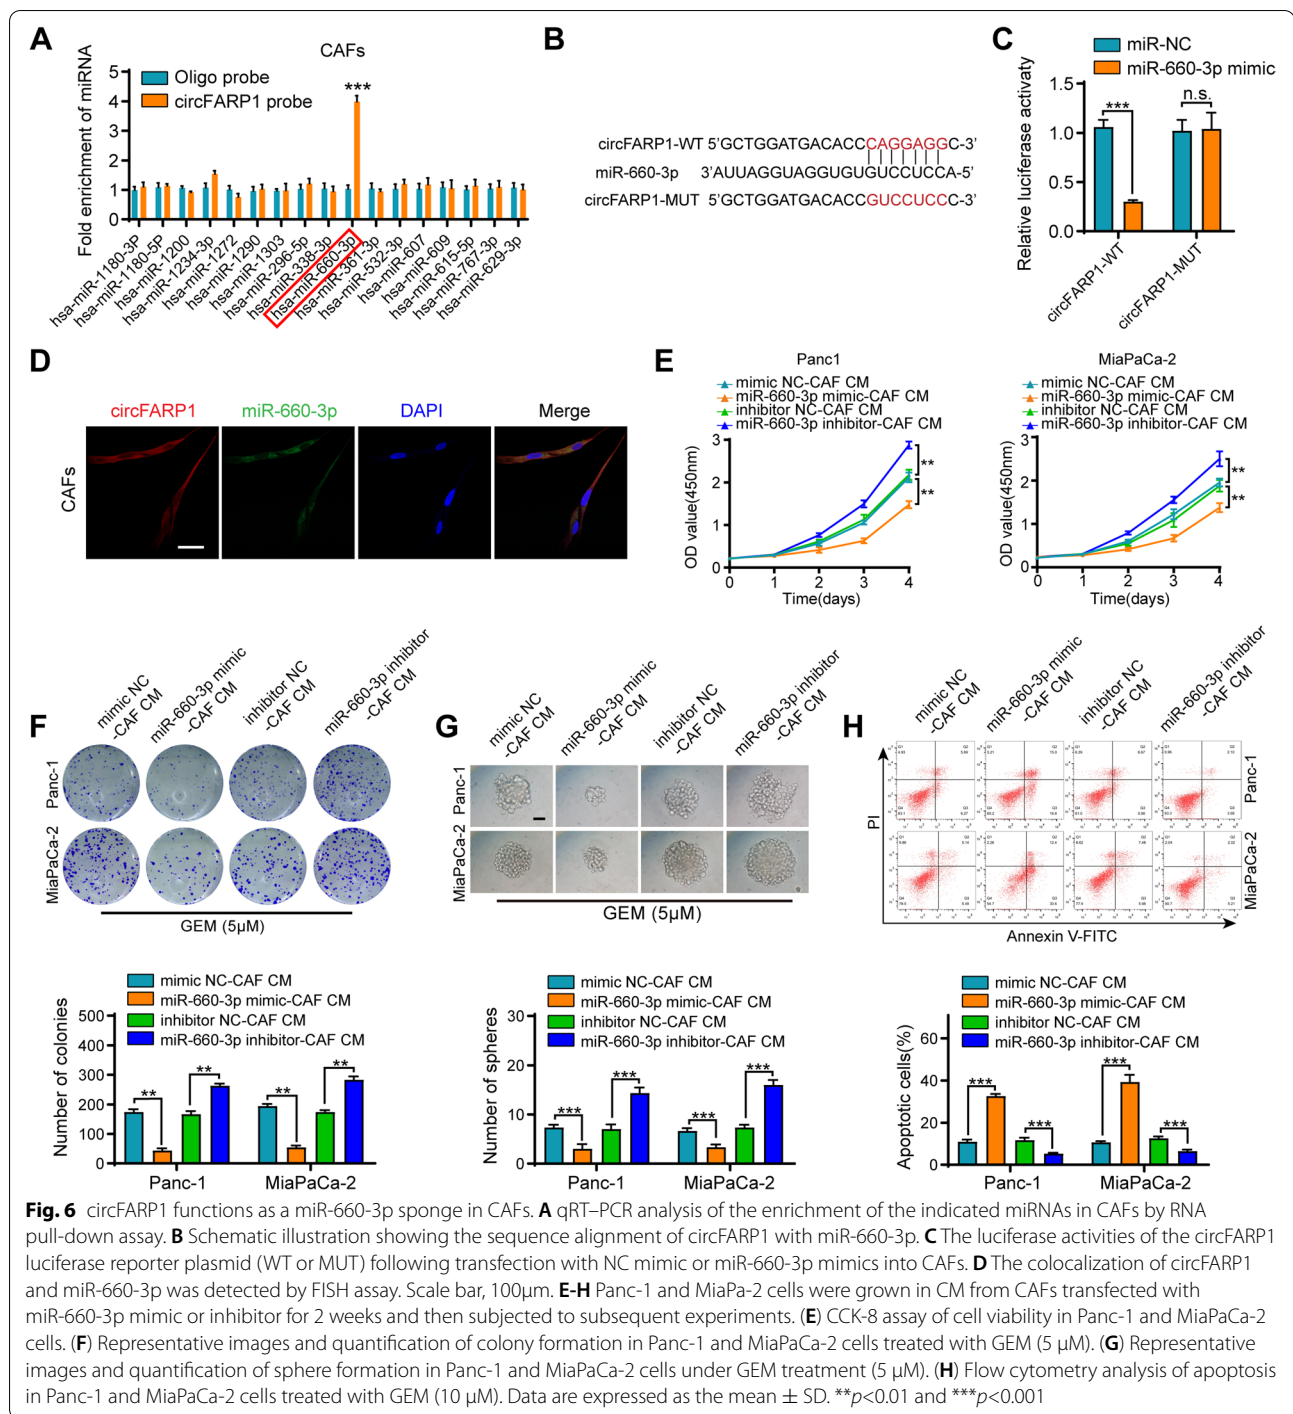 A
CAFs
Fold enrichment of miRNA
5
4
3
2
1
0
Oligo probe
circFARP1 probe
***
hsa-miR-1180-3P
hsa-miR-1180-5P
hsa-miR-1200
hsa-miR-1234-3p
hsa-miR-1272
hsa-miR-1290
hsa-miR-1303
hsa-miR-296-5p
hsa-miR-338-3p
hsa-miR-660-3p
hsa-miR-361-3p
hsa-miR-532-3p
hsa-miR-607
hsa-miR-609
hsa-miR-615-5p
hsa-miR-767-3p
hsa-miR-629-3p
B
circFARP1-WT 5’GCTGGATGACACCCAGGAGGC-3’
miR-660-3p 3’AUUAGGUAGGUGUGUCCUCCA-5’
circFARP1-MUT 5’GCTGGATGACACCGUCCUCCC-3’
C
miR-NC
miR-660-3p mimic
Relative luciferase activaty
1.5
1.0
0.5
0.0
***
n.s.
circFARP1-WT
circFARP1-MUT
D
circFARP1
miR-660-3p
DAPI
Merge
CAFs
E
Panc1
mimic NC-CAF CM
miR-660-3p mimic-CAF CM
inhibitor NC-CAF CM
miR-660-3p inhibitor-CAF CM
OD value(450nm)
3
2
1
0
0 1 2 3 4
Time(days)
**
**
MiaPaCa-2
mimic NC-CAF CM
miR-660-3p mimic-CAF CM
inhibitor NC-CAF CM
miR-660-3p inhibitor-CAF CM
OD value(450nm)
3
2
1
0
0 1 2 3 4
Time(days)
**
**
F
mimic NC
-CAF CM
miR-660-3p mimic
-CAF CM
inhibitor NC
-CAF CM
miR-660-3p inhibitor
-CAF CM
Panc-1
MiaPaCa-2
GEM (5μM)
mimic NC-CAF CM
miR-660-3p mimic-CAF CM
inhibitor NC-CAF CM
miR-660-3p inhibitor-CAF CM
Number of colonies
500
400
300
200
100
0
** ** ** **
Panc-1 MiaPaCa-2
G
mimic NC
-CAF CM
miR-660-3p mimic
-CAF CM
inhibitor NC
-CAF CM
miR-660-3p inhibitor
-CAF CM
Panc-1
MiaPaCa-2
GEM (5μM)
mimic NC-CAF CM
miR-660-3p mimic-CAF CM
inhibitor NC-CAF CM
miR-660-3p inhibitor-CAF CM
Number of spheres
30
20
10
0
*** *** *** ***
Panc-1 MiaPaCa-2
H
mimic NC
-CAF CM
miR-660-3p mimic
-CAF CM
inhibitor NC
-CAF CM
miR-660-3p inhibitor
-CAF CM
Panc-1
MiaPaCa-2
PI
Annexin V-FITC
mimic NC-CAF CM
miR-660-3p mimic-CAF CM
inhibitor NC-CAF CM
miR-660-3p inhibitor-CAF CM
Apoptotic cells(%)
60
40
20
0
*** *** *** ***
Panc-1 MiaPaCa-2
Fig. 6 circFARP1 functions as a miR-660-3p sponge in CAFs. A qRT–PCR analysis of the enrichment of the indicated miRNAs in CAFs by RNA
pull-down assay. B Schematic illustration showing the sequence alignment of circFARP1 with miR-660-3p. C The luciferase activities of the circFARP1
luciferase reporter plasmid (WT or MUT) following transfection with NC mimic or miR-660-3p mimics into CAFs. D The colocalization of circFARP1
and miR-660-3p was detected by FISH assay. Scale bar, 100μm. E-H Panc-1 and MiaPa-2 cells were grown in CM from CAFs transfected with
miR-660-3p mimic or inhibitor for 2 weeks and then subjected to subsequent experiments. (E) CCK-8 assay of cell viability in Panc-1 and MiaPaCa-2
cells. (F) Representative images and quantification of colony formation in Panc-1 and MiaPaCa-2 cells treated with GEM (5 μM). (G) Representative
images and quantification of sphere formation in Panc-1 and MiaPaCa-2 cells under GEM treatment (5 μM). (H) Flow cytometry analysis of apoptosis
in Panc-1 and MiaPaCa-2 cells treated with GEM (10 μM). Data are expressed as the mean ± SD. **p<0.01 and ***p<0.001